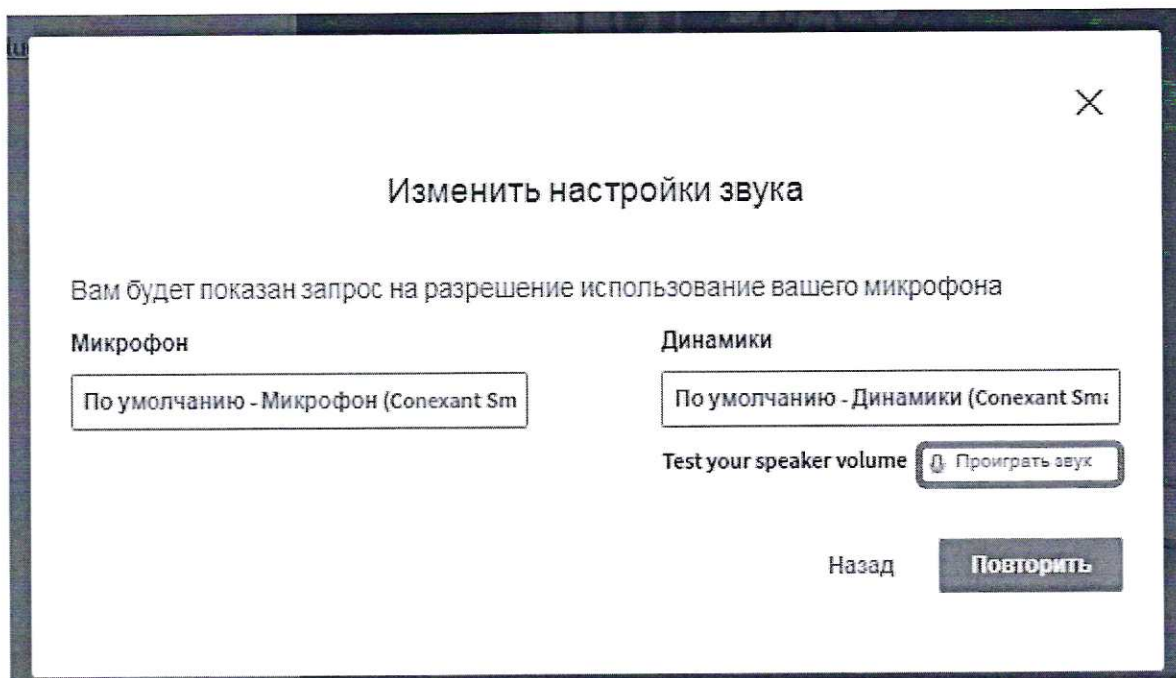 Изменить настройки звука
Вам будет показан запрос на разрешение использование вашего микрофона
Микрофон
Динамики
По умолчанию - Микрофон (Conexant Sm
По умолчанию - Динамики (Conexant Sma
Test your speaker volume
Проиграть звук
Назад
Повторить